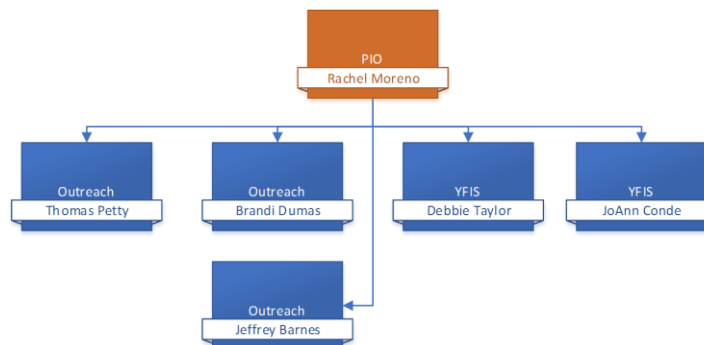 PIO
Rachel Moreno
Outreach
Thomas Petty
Outreach
Brandi Dumas
YFIS
Debbie Taylor
YFIS
JoAnn Conde
Outreach
Jeffrey Barnes